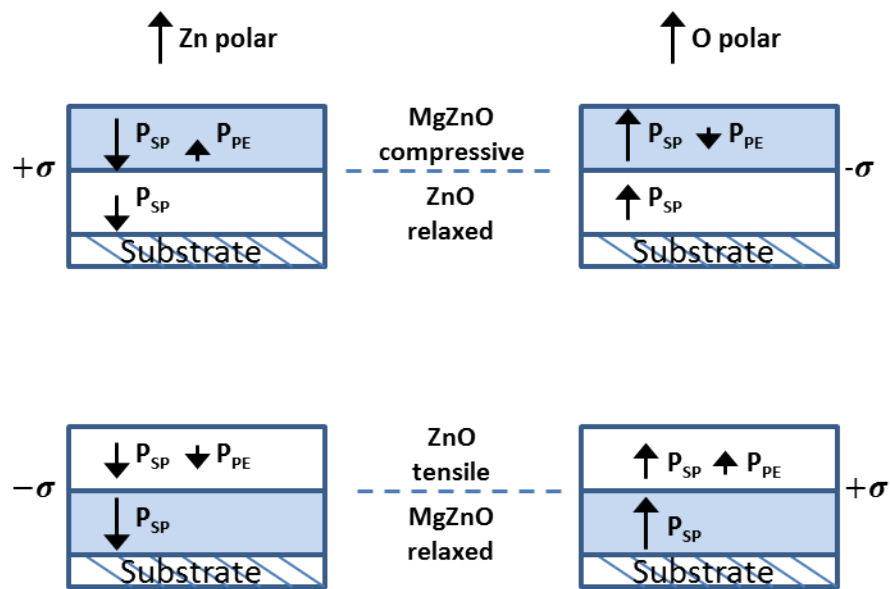 Zn polar
O polar
P_SP P_PE
+σ
P_SP
Substrate
MgZnO
compressive
ZnO
relaxed
P_SP P_PE
-σ
P_SP
Substrate
P_SP P_PE
−σ
P_SP
Substrate
ZnO
tensile
MgZnO
relaxed
P_SP P_PE
+σ
P_SP
Substrate